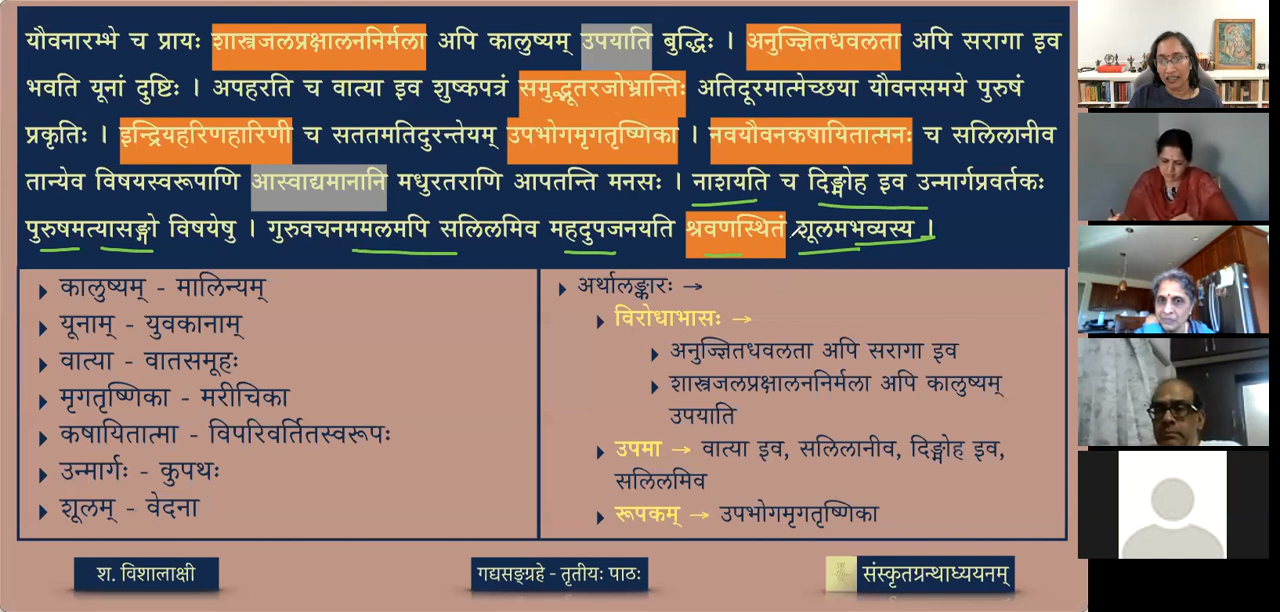 यौवनारम्भे च प्रायः शास्त्रजलप्रक्षालननिर्मला अपि कालुष्यम् उपयाति बुद्धिः । अनुज्झितधवलता अपि सरागा इव
भवति यूनां दुष्टिः । अपहरति च वात्या इव शुष्कपत्रं समुद्भूतरजोभ्रान्तिः अतिदूरमात्मेच्छया यौवनसमये पुरुषं
प्रकृतिः । इन्द्रियहरिणहारिणी च सततमतिदुरन्तेयम् उपभोगमृगतृष्णिका । नवयौवनकषायितात्मनः च सलिलानीव
तान्येव विषयस्वरूपाणि आस्वाद्यमानानि मधुरतराणि आपतन्ति मनसः । नाशयति च दिङ्मोह इव उन्मार्गप्रवर्तकः
पुरुषमत्यासङ्गो विषयेषु । गुरुवचनममलमपि सलिलमिव महदुपजनयति श्रवणस्थितं शूलमभव्यस्य ।
कालुष्यम् - मालिन्यम्
यूनाम् - युवकानाम्
वात्या - वातसमूहः
मृगतृष्णिका - मरीचिका
कषायितात्मा - विपरिवर्तितस्वरूपः
उन्मार्गः - कुपथः
शूलम् - वेदना
अर्थालङ्कारः →
विरोधाभासः →
अनुज्झितधवलता अपि सरागा इव
शास्त्रजलप्रक्षालननिर्मला अपि कालुष्यम्
उपयाति
उपमा → वात्या इव, सलिलानीव, दिङ्मोह इव,
सलिलमिव
रूपकम् → उपभोगमृगतृष्णिका
श. विशालाक्षी
गद्यसङ्ग्रहे - तृतीयः पाठः
संस्कृतग्रन्थाध्ययनम्